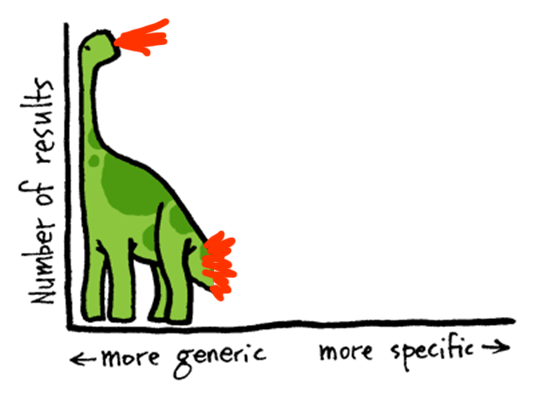 Number of results
←more generic more specific→